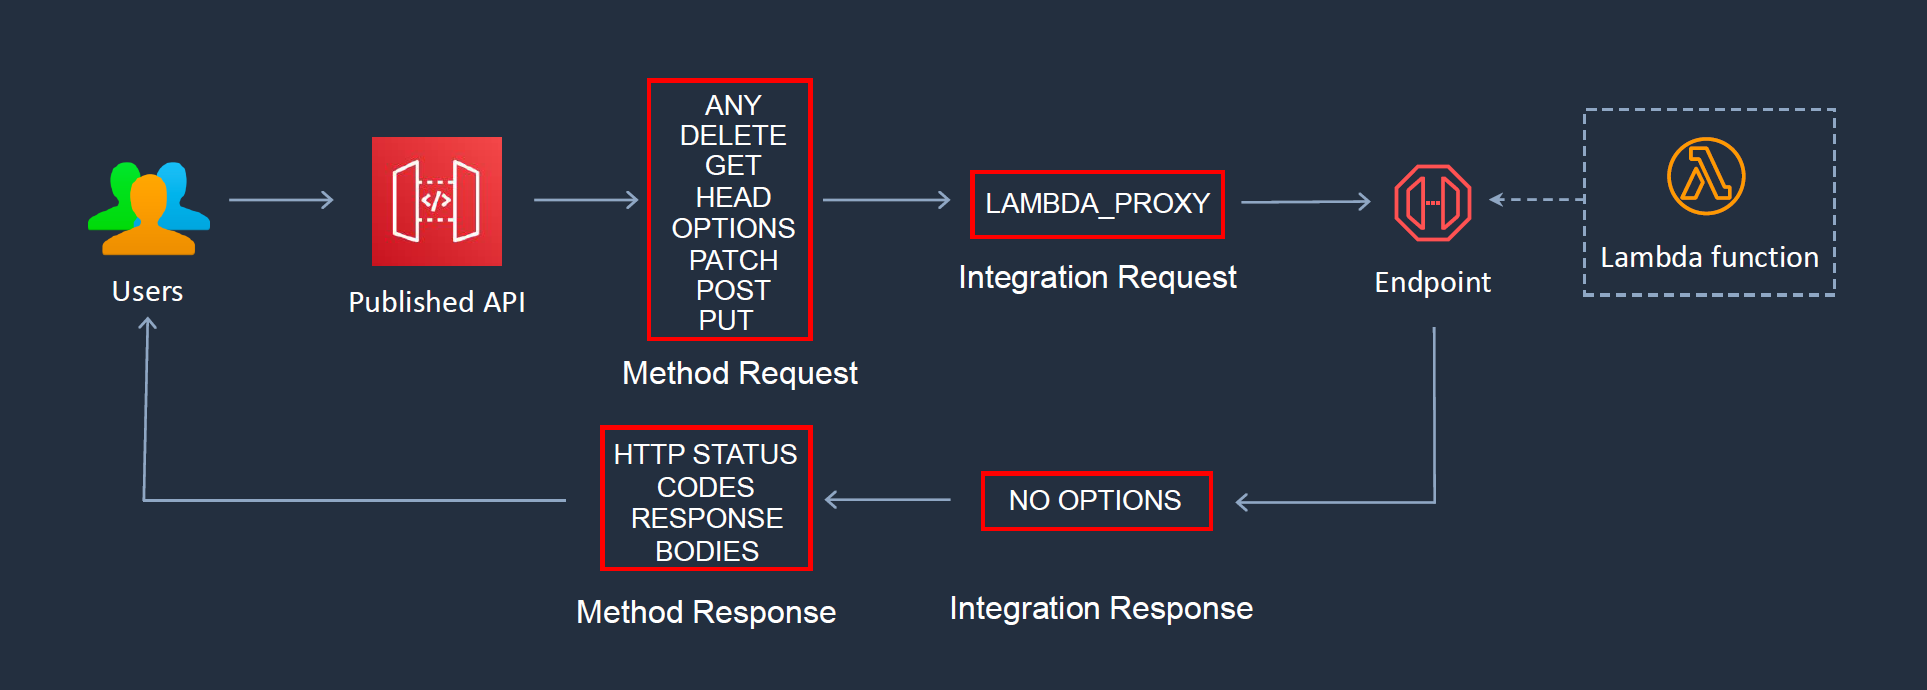 Users
</>
Published API
ANY
DELETE
GET
HEAD
OPTIONS
PATCH
POST
PUT
Method Request
LAMBDA_PROXY
Integration Request
Endpoint
Lambda function
HTTP STATUS
CODES
RESPONSE
BODIES
Method Response
NO OPTIONS
Integration Response